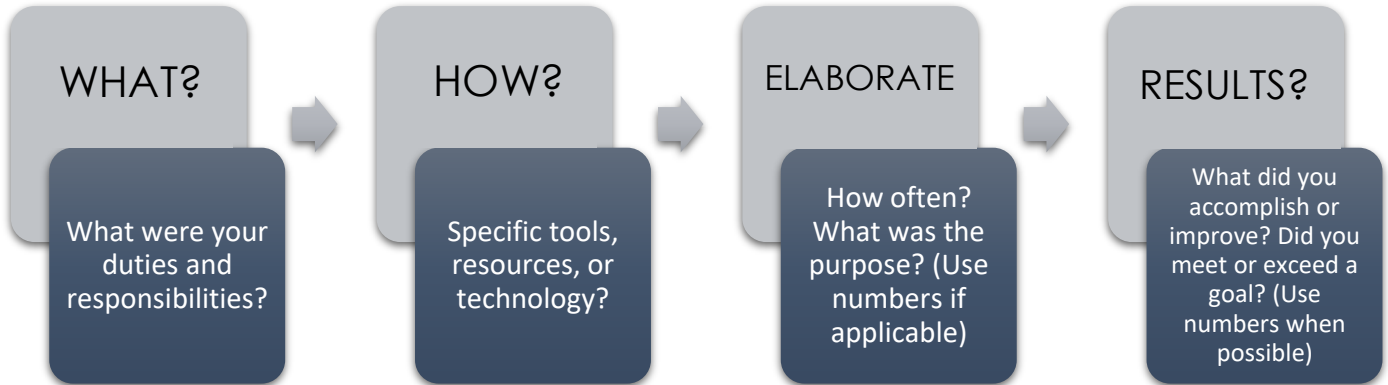 WHAT?
What were your
duties and
responsibilities?
HOW?
Specific tools,
resources, or
technology?
ELABORATE
How often?
What was the
purpose? (Use
numbers if
applicable)
RESULTS?
What did you
accomplish or
improve? Did you
meet or exceed a
goal? (Use
numbers when
possible)